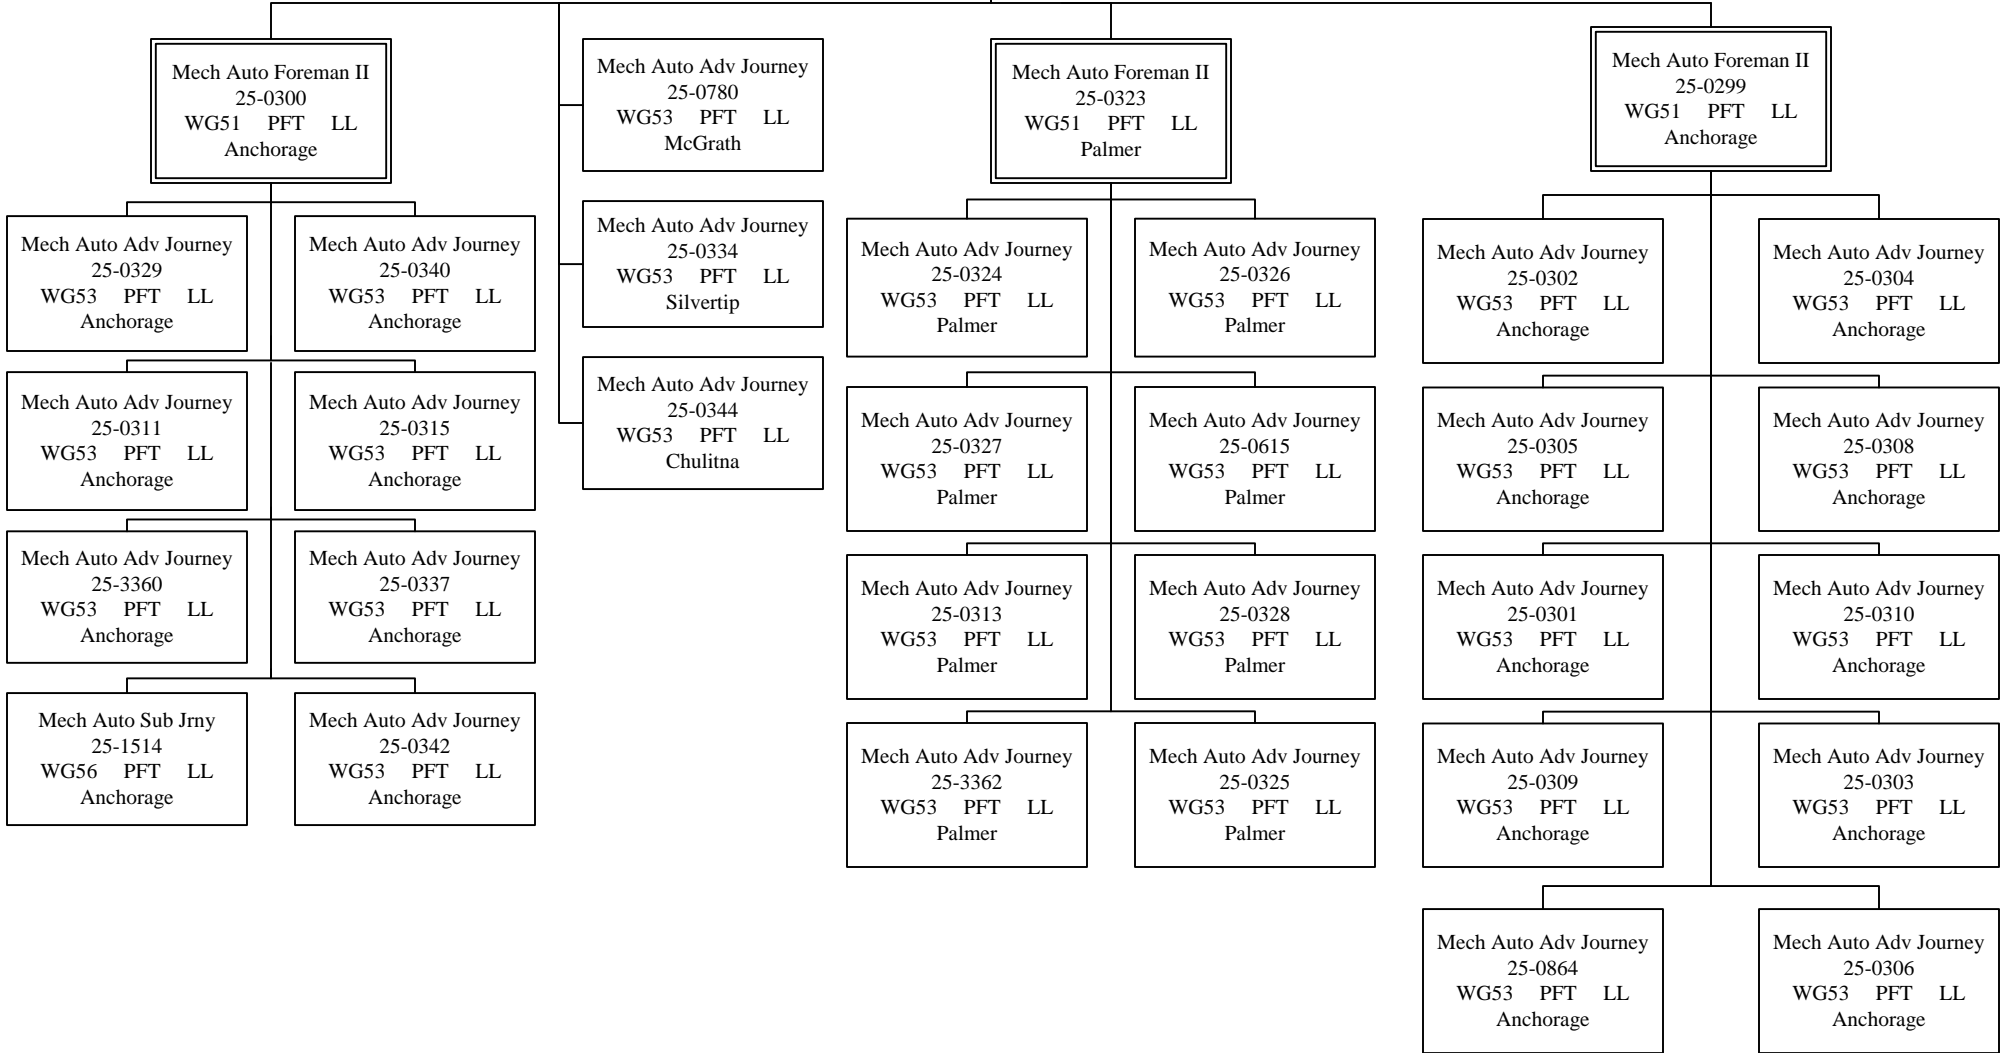 Mech Auto Foreman II
25-0300
WG51 PFT LL
Anchorage
Mech Auto Adv Journey
25-0329
WG53 PFT LL
Anchorage
Mech Auto Adv Journey
25-0340
WG53 PFT LL
Anchorage
Mech Auto Adv Journey
25-0311
WG53 PFT LL
Anchorage
Mech Auto Adv Journey
25-0315
WG53 PFT LL
Anchorage
Mech Auto Adv Journey
25-3360
WG53 PFT LL
Anchorage
Mech Auto Adv Journey
25-0337
WG53 PFT LL
Anchorage
Mech Auto Sub Jrny
25-1514
WG56 PFT LL
Anchorage
Mech Auto Adv Journey
25-0342
WG53 PFT LL
Anchorage
Mech Auto Adv Journey
25-0780
WG53 PFT LL
McGrath
Mech Auto Adv Journey
25-0334
WG53 PFT LL
Silvertip
Mech Auto Adv Journey
25-0344
WG53 PFT LL
Chulitna
Mech Auto Foreman II
25-0323
WG51 PFT LL
Palmer
Mech Auto Adv Journey
25-0324
WG53 PFT LL
Palmer
Mech Auto Adv Journey
25-0326
WG53 PFT LL
Palmer
Mech Auto Adv Journey
25-0327
WG53 PFT LL
Palmer
Mech Auto Adv Journey
25-0615
WG53 PFT LL
Palmer
Mech Auto Adv Journey
25-0313
WG53 PFT LL
Palmer
Mech Auto Adv Journey
25-0328
WG53 PFT LL
Palmer
Mech Auto Adv Journey
25-3362
WG53 PFT LL
Palmer
Mech Auto Adv Journey
25-0325
WG53 PFT LL
Palmer
Mech Auto Foreman II
25-0299
WG51 PFT LL
Anchorage
Mech Auto Adv Journey
25-0302
WG53 PFT LL
Anchorage
Mech Auto Adv Journey
25-0304
WG53 PFT LL
Anchorage
Mech Auto Adv Journey
25-0305
WG53 PFT LL
Anchorage
Mech Auto Adv Journey
25-0308
WG53 PFT LL
Anchorage
Mech Auto Adv Journey
25-0301
WG53 PFT LL
Anchorage
Mech Auto Adv Journey
25-0310
WG53 PFT LL
Anchorage
Mech Auto Adv Journey
25-0309
WG53 PFT LL
Anchorage
Mech Auto Adv Journey
25-0303
WG53 PFT LL
Anchorage
Mech Auto Adv Journey
25-0864
WG53 PFT LL
Anchorage
Mech Auto Adv Journey
25-0306
WG53 PFT LL
Anchorage